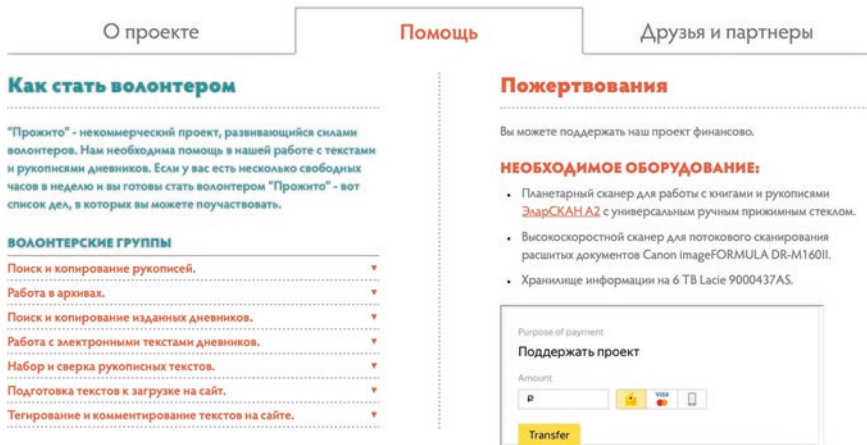 О проекте
Помощь
Друзья и партнеры
Как стать волонтером
"Прожито" - некоммерческий проект, развивающийся силами
волонтеров. Нам необходима помощь в нашей работе с текстами
и рукописями дневников. Если у вас есть несколько свободных
часов в неделю и вы готовы стать волонтером "Прожито" - вот
список дел, в которых вы можете поучаствовать.
ВОЛОНТЕРСКИЕ ГРУППЫ
Поиск и копирование рукописей.
Работа в архивах.
Поиск и копирование изданных дневников.
Работа с электронными текстами дневников.
Набор и сверка рукописных текстов.
Подготовка текстов к загрузке на сайт.
Тегирование и комментирование текстов на сайте.
Пожертвования
Вы можете поддержать наш проект финансово.
НЕОБХОДИМОЕ ОБОРУДОВАНИЕ:
• Планетарный сканер для работы с книгами и рукописями
ЭларСКАН А2 с универсальным ручным прижимным стеклом.
• Высокоскоростной сканер для потокового сканирования
расшитых документов Canon imageFORMULA DR-M160II.
• Хранилище информации на 6 TB Lacie 9000437AS.
Purpose of payment
Поддержать проект
Amount
₽
VISA
Transfer